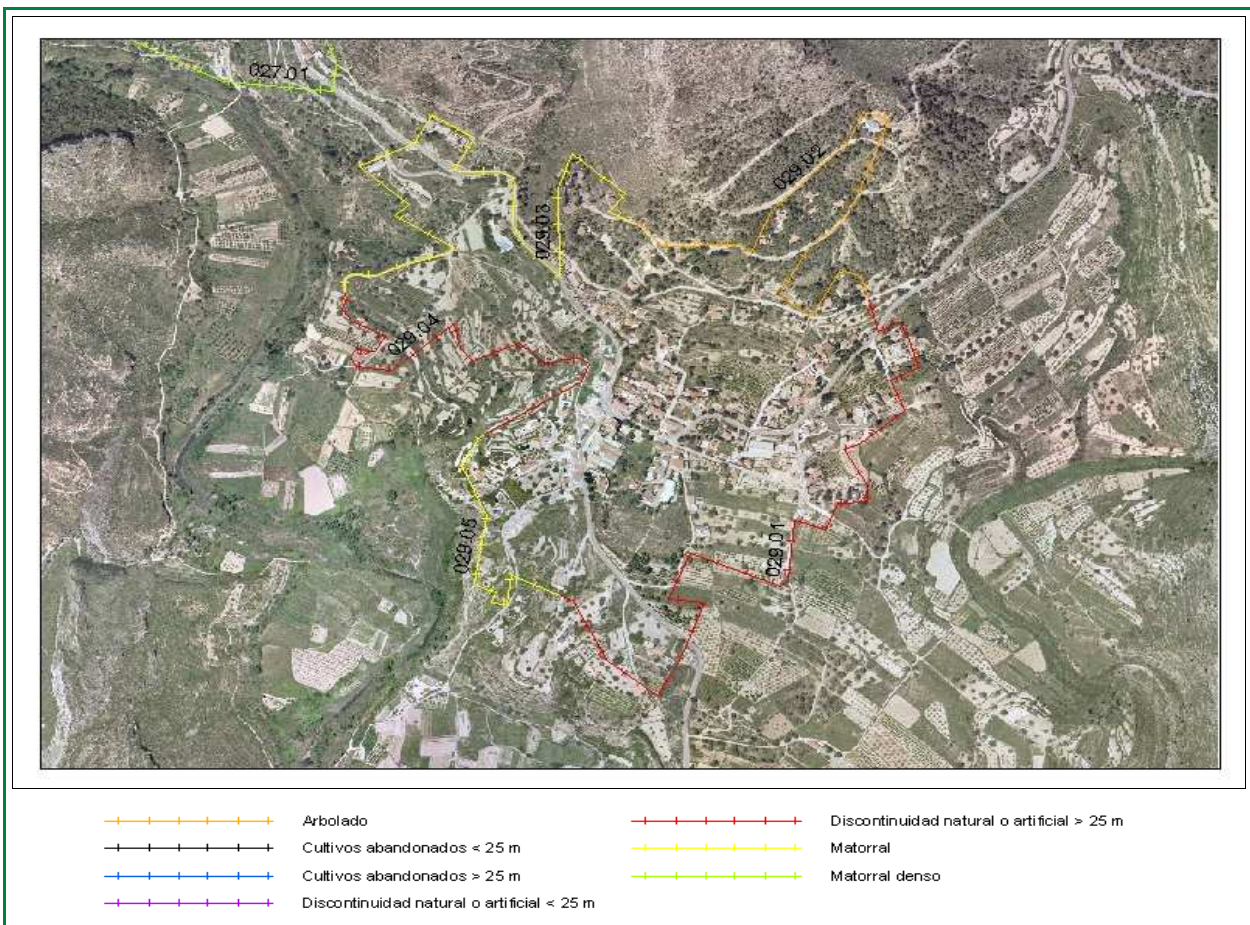 027.01
029.02
029.03
029.04
029.05
029.01
Arbolado
Cultivos abandonados < 25 m
Cultivos abandonados > 25 m
Discontinuidad natural o artificial < 25 m
Discontinuidad natural o artificial > 25 m
Matorral
Matorral denso